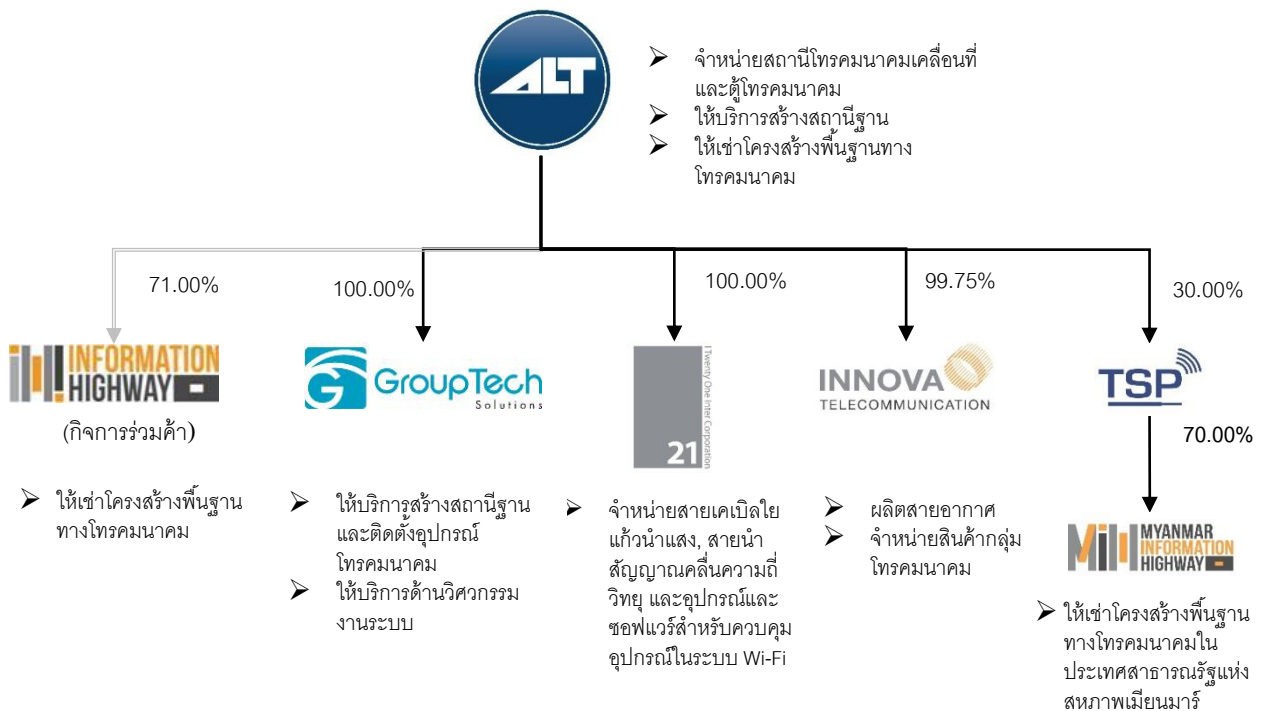 ALT
➢ จำหน่ายสถานีโทรคมนาคมเคลื่อนที่
และตู้โทรคมนาคม
➢ ให้บริการสร้างสถานีฐาน
➢ ให้เช่าโครงสร้างพื้นฐานทาง
โทรคมนาคม
71.00%
100.00%
100.00%
99.75%
30.00%
INFORMATION
HIGHWAY
(กิจการร่วมค้า)
➢ ให้เช่าโครงสร้างพื้นฐาน
ทางโทรคมนาคม
GroupTech
Solutions
➢ ให้บริการสร้างสถานีฐาน
และติดตั้งอุปกรณ์
โทรคมนาคม
➢ ให้บริการด้านวิศวกรรม
งานระบบ
I Twenty One Inter Corporation
21
➢ จำหน่ายสายเคเบิลใย
แก้วนำแสง, สายนำ
สัญญาณคลื่นความถี่
วิทยุ และอุปกรณ์และ
ซอฟแวร์สำหรับควบคุม
อุปกรณ์ในระบบ Wi-Fi
INNOVA
TELECOMMUNICATION
➢ ผลิตสายอากาศ
➢ จำหน่ายสินค้ากลุ่ม
โทรคมนาคม
TSP
70.00%
MYANMAR
INFORMATION
HIGHWAY
➢ ให้เช่าโครงสร้างพื้นฐาน
ทางโทรคมนาคมใน
ประเทศสาธารณรัฐแห่ง
สหภาพเมียนมาร์